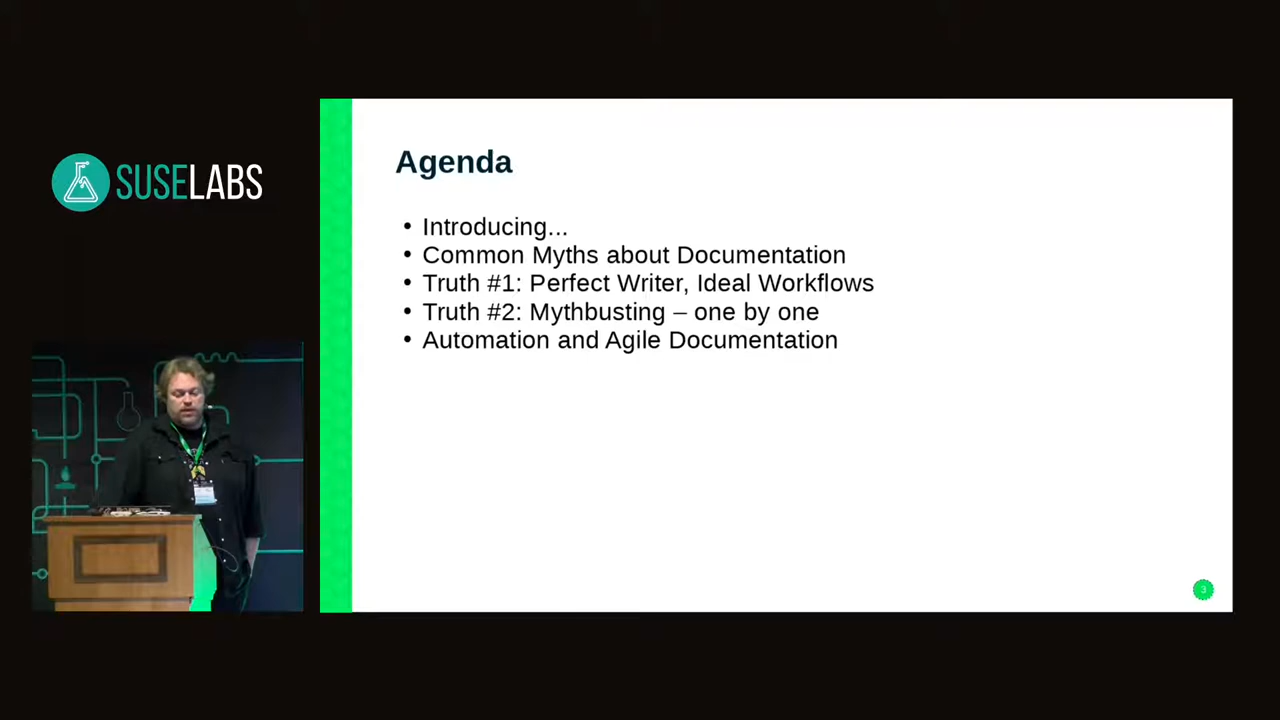 SUSELABS
Agenda
• Introducing...
• Common Myths about Documentation
• Truth #1: Perfect Writer, Ideal Workflows
• Truth #2: Mythbusting – one by one
• Automation and Agile Documentation
3